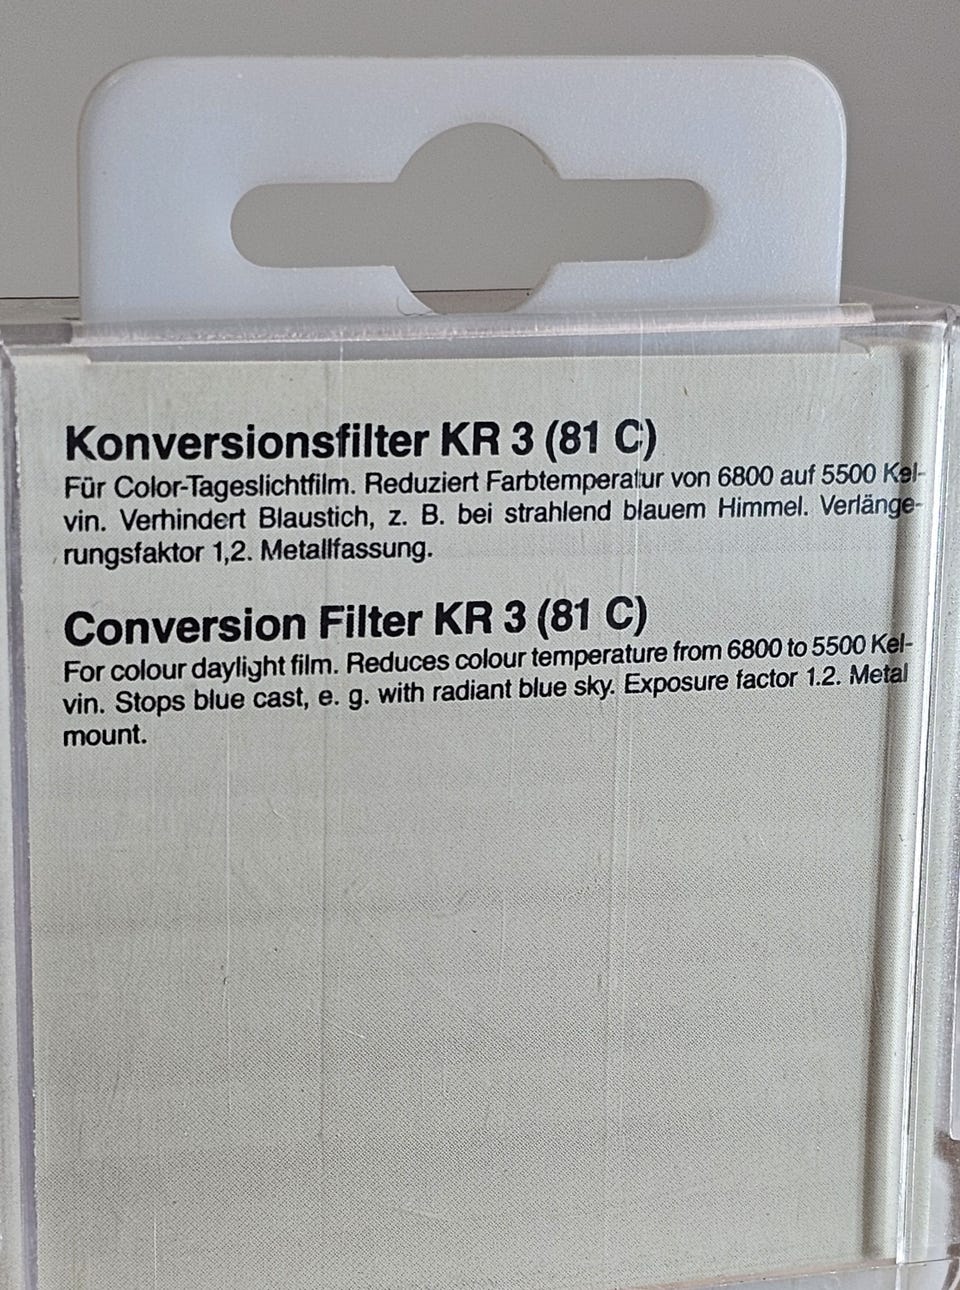 Konversionsfilter KR 3 (81 C)
Für Color-Tageslichtfilm. Reduziert Farbtemperatur von 6800 auf 5500 Kel-
vin. Verhindert Blaustich, z. B. bei strahlend blauem Himmel. Verlänge-
rungsfaktor 1,2. Metallfassung.
Conversion Filter KR 3 (81 C)
For colour daylight film. Reduces colour temperature from 6800 to 5500 Kel-
vin. Stops blue cast, e. g. with radiant blue sky. Exposure factor 1.2. Metal
mount.